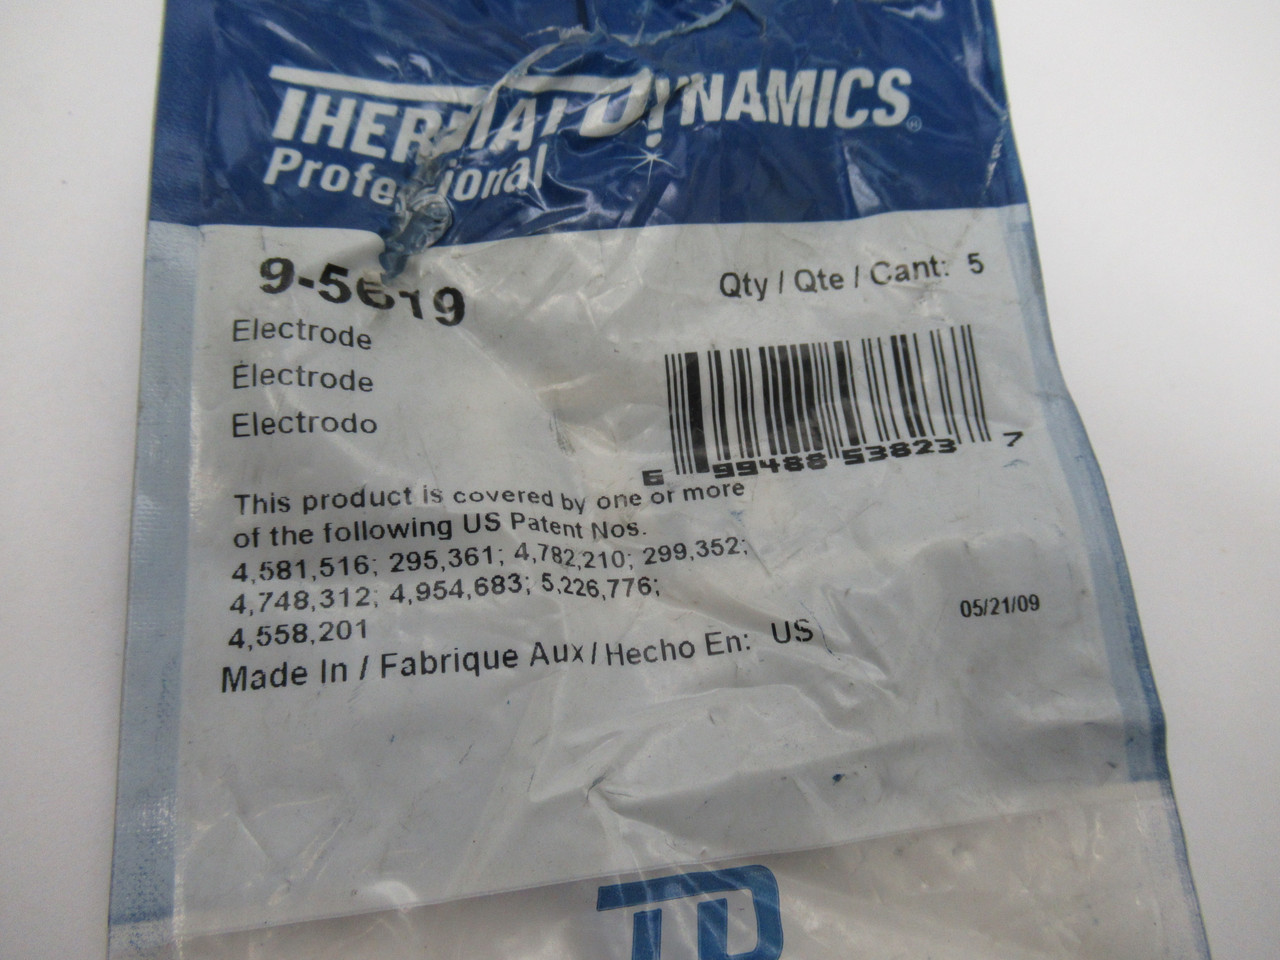 THERMAL DYNAMICS®
Professional
9-5619
Qty / Qte / Cant: 5
Electrode
Électrode
Electrodo
6 99488 53823 7
This product is covered by one or more
of the following US Patent Nos.
4,581,516; 295,361; 4,782,210; 299,352;
4,748,312; 4,954,683; 5,226,776;
4,558,201
05/21/09
Made In / Fabrique Aux / Hecho En: US
TD